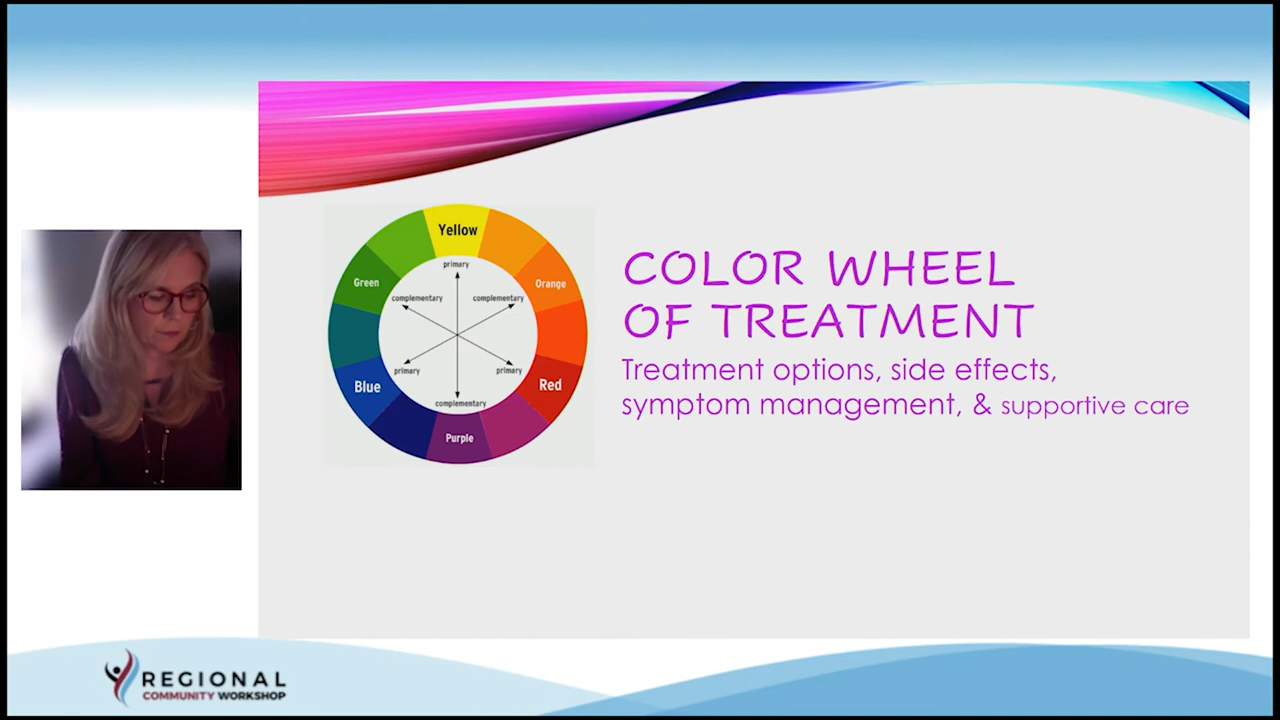 COLOR WHEEL
OF TREATMENT
Treatment options, side effects,
symptom management, & supportive care
Yellow
primary
Green
Orange
complementary
complementary
primary
primary
Blue
Red
complementary
Purple
REGIONAL
COMMUNITY WORKSHOP